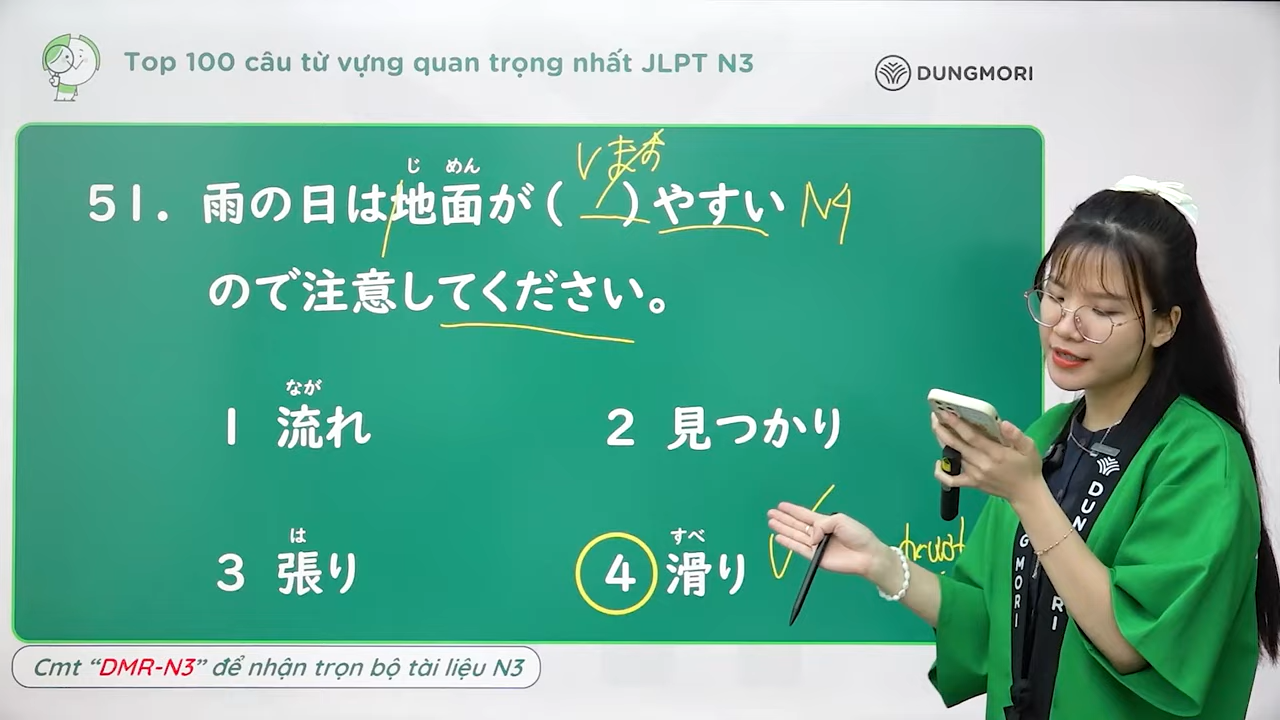 Top 100 câu từ vựng quan trọng nhất JLPT N3
DUNGMORI
Vます
じ めん
51. 雨の日は地面が( )やすい N4
ので注意してください。
なが
1 流れ
2 見つかり
は
3 張り
すべ
4 滑り
trượt
Cmt “DMR-N3” để nhận trọn bộ tài liệu N3
DUNGMORI